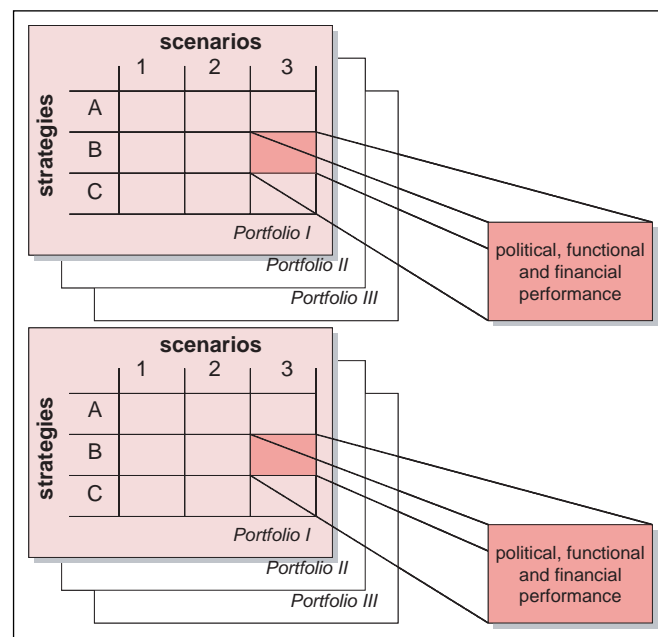 scenarios
1 2 3
strategies
A
B
C
Portfolio I
Portfolio II
Portfolio III
political, functional
and financial
performance
scenarios
1 2 3
strategies
A
B
C
Portfolio I
Portfolio II
Portfolio III
political, functional
and financial
performance